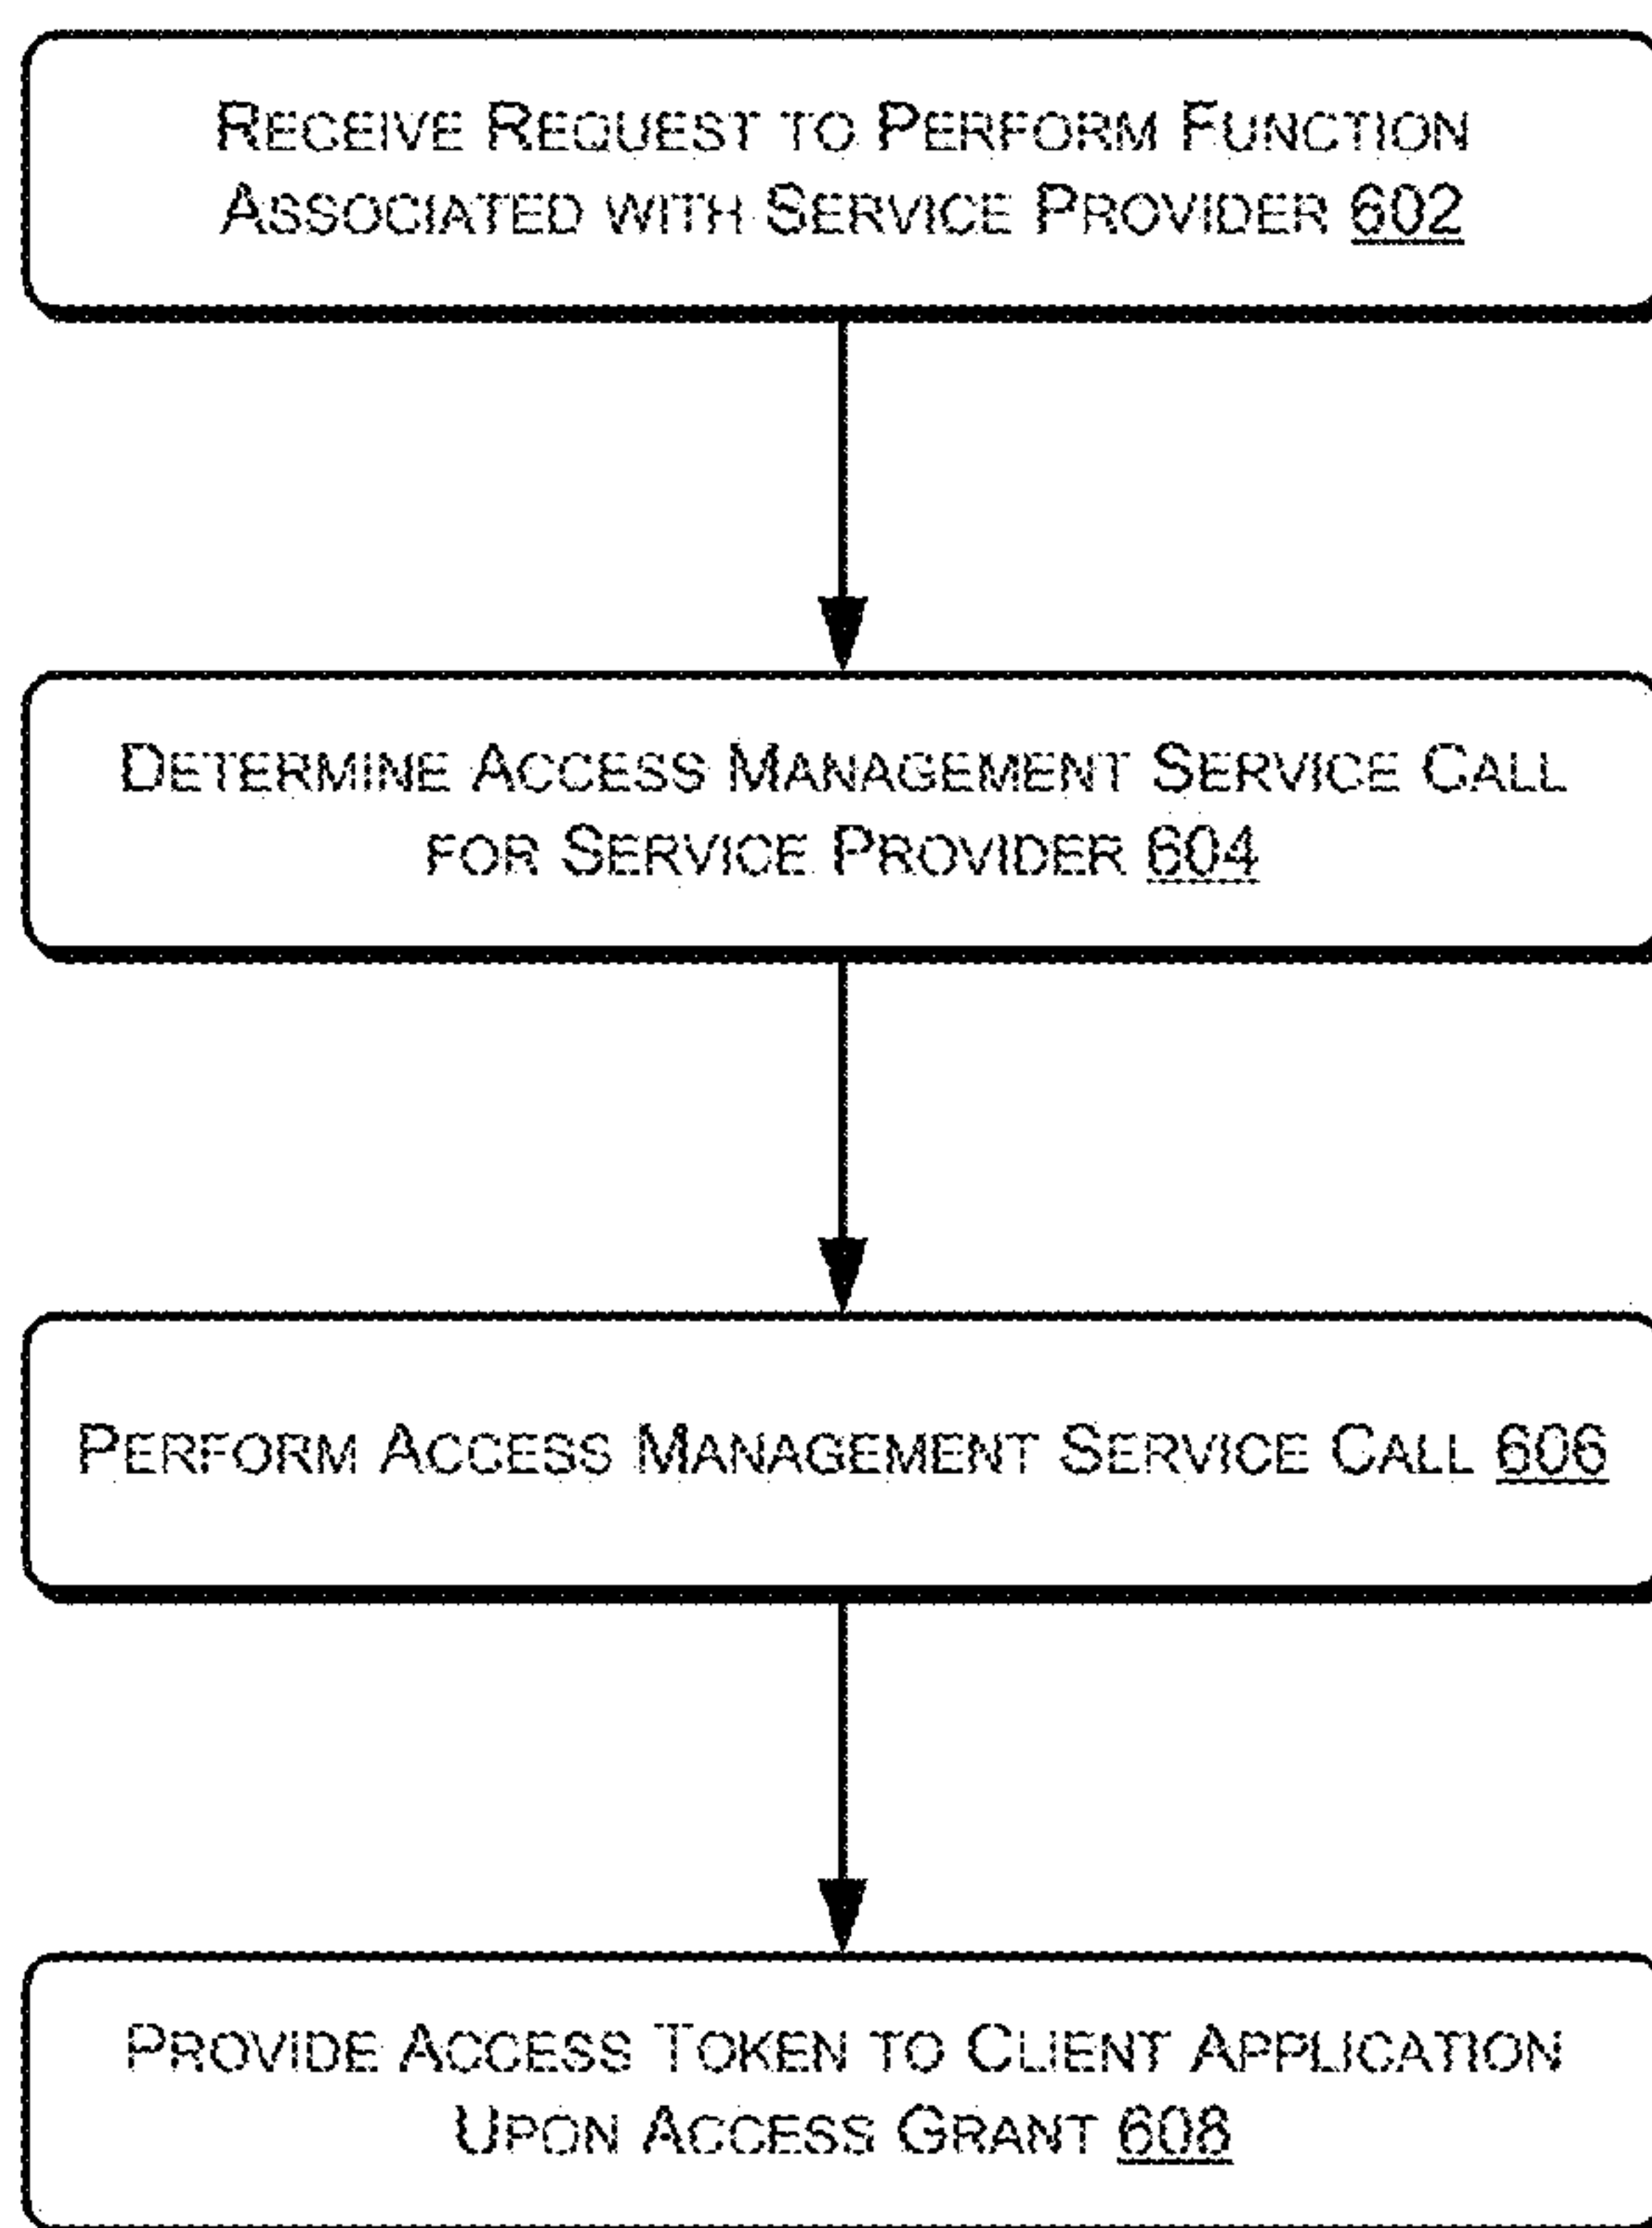 RECEIVE REQUEST TO PERFORM FUNCTION
ASSOCIATED WITH SERVICE PROVIDER 602
DETERMINE ACCESS MANAGEMENT SERVICE CALL
FOR SERVICE PROVIDER 604
PERFORM ACCESS MANAGEMENT SERVICE CALL 606
PROVIDE ACCESS TOKEN TO CLIENT APPLICATION
UPON ACCESS GRANT 608